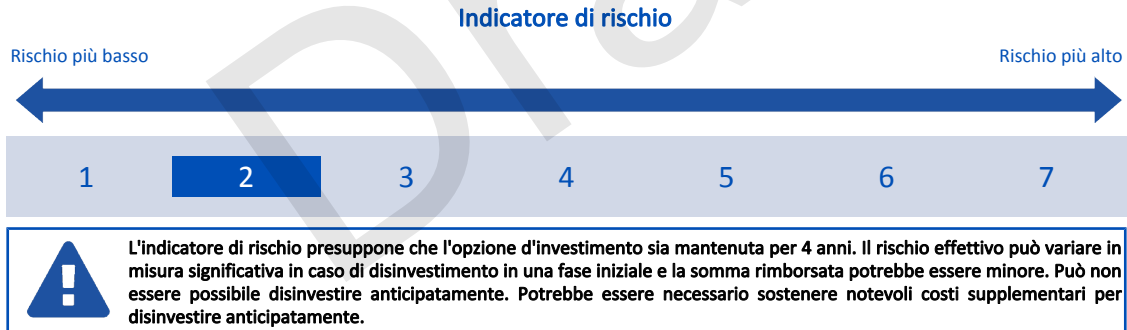 Indicatore di rischio
Rischio più basso Rischio più alto
1 2 3 4 5 6 7
L'indicatore di rischio presuppone che l'opzione d'investimento sia mantenuta per 4 anni. Il rischio effettivo può variare in
misura significativa in caso di disinvestimento in una fase iniziale e la somma rimborsata potrebbe essere minore. Può non
essere possibile disinvestire anticipatamente. Potrebbe essere necessario sostenere notevoli costi supplementari per
disinvestire anticipatamente.